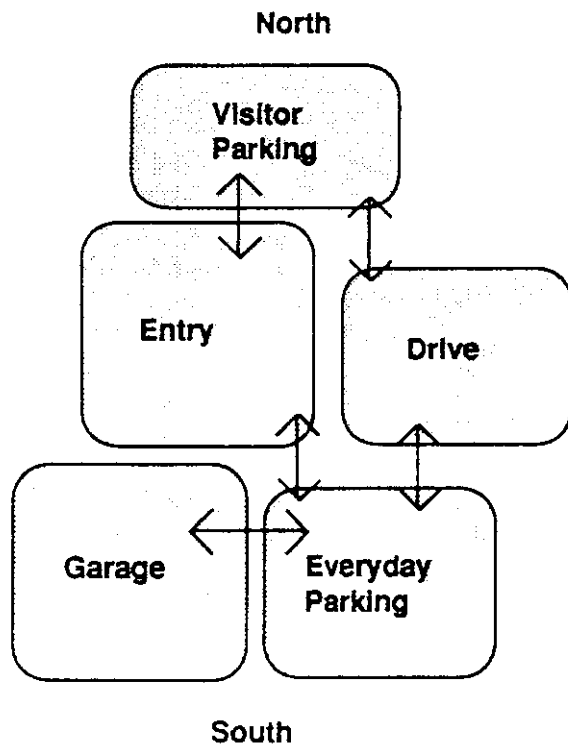 North
Visitor
Parking
Entry
Drive
Garage
Everyday
Parking
South